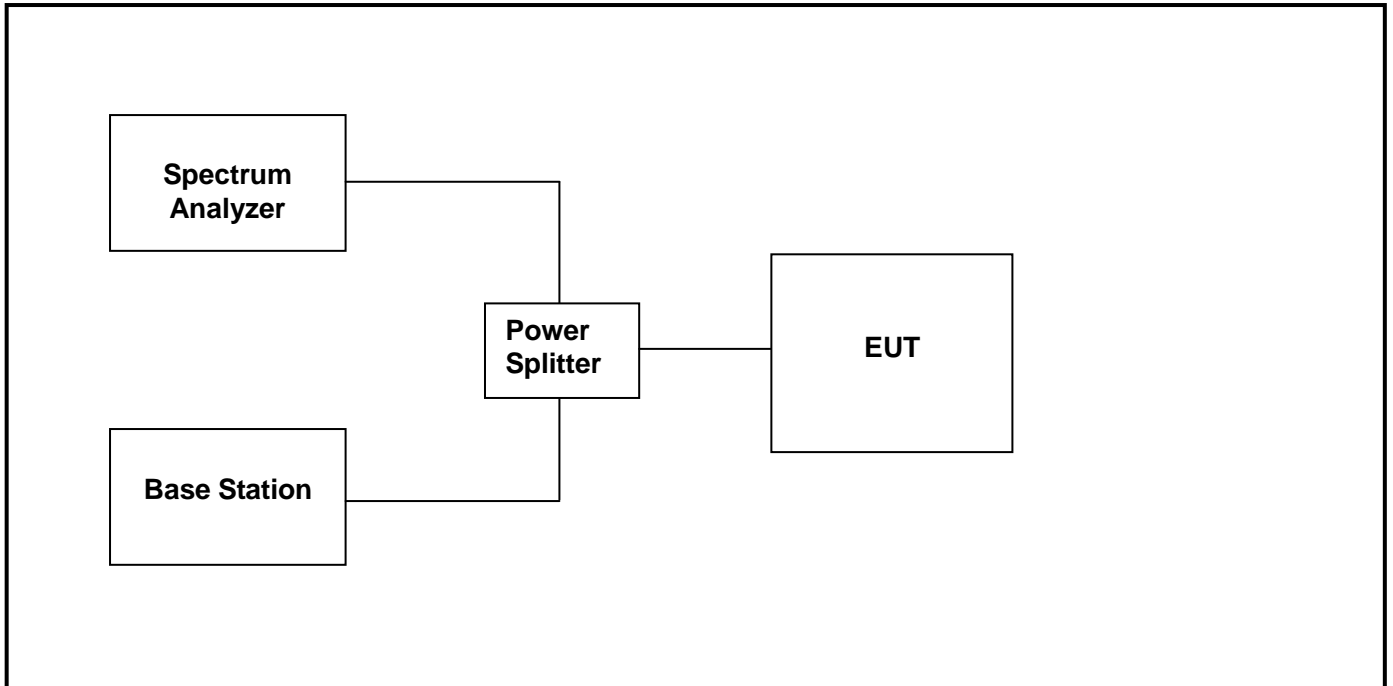 Spectrum
Analyzer
Power
Splitter
EUT
Base Station